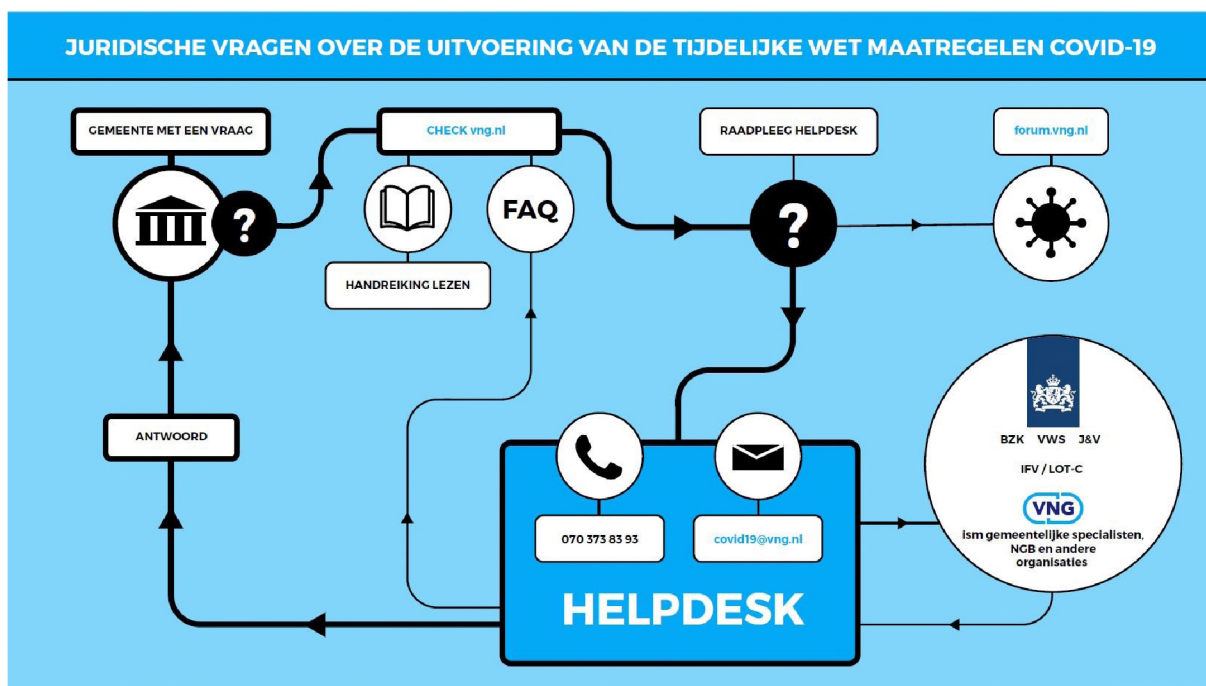 JURIDISCHE VRAGEN OVER DE UITVOERING VAN DE TIJDELIJKE WET MAATREGELEN COVID-19
GEMEENTE MET EEN VRAAG
CHECK vng.nl
RAADPLEEG HELPDESK
forum.vng.nl
?
FAQ
?
HANDREIKING LEZEN
ANTWOORD
BZK VWS J&V
IFV / LOT-C
VNG
ism gemeentelijke specialisten,
NGB en andere
organisaties
070 373 83 93
covid19@vng.nl
HELPDESK